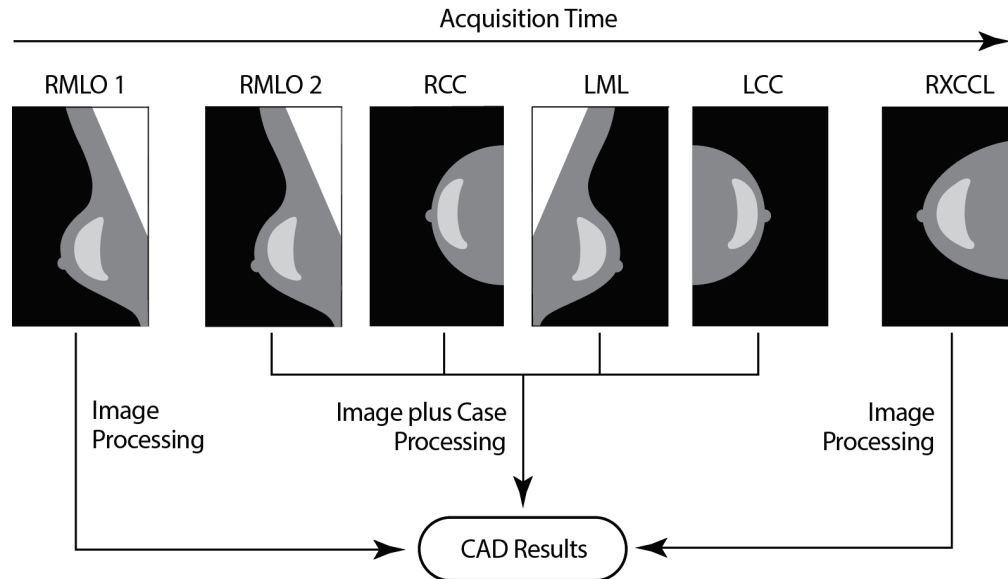 Acquisition Time
RMLO 1
RMLO 2
RCC
LML
LCC
RXCCL
Image
Processing
Image plus Case
Processing
Image
Processing
CAD Results